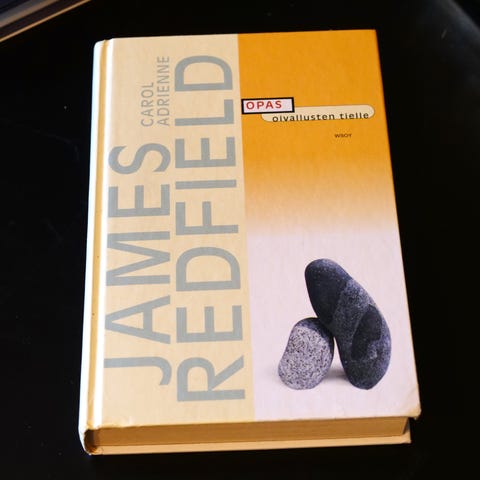 JAMES
REDFIELD
CAROL
ADRIENNE
OPAS
oivallusten tielle
WSOY